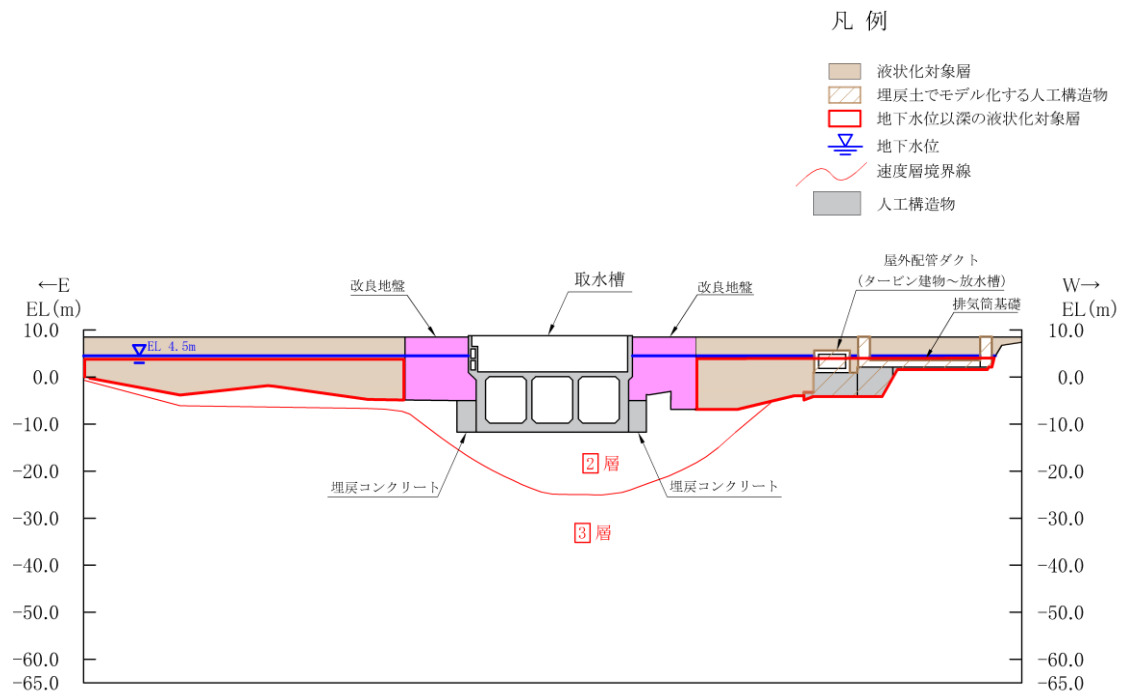 凡 例
液状化対象層
埋戻土でモデル化する人工構造物
地下水位以深の液状化対象層
地下水位
速度層境界線
人工構造物
←E
EL(m)
改良地盤
取水槽
改良地盤
屋外配管ダクト
(タービン建物～放水槽)
排気筒基礎
W→
EL(m)
10.0
EL 4.5m
10.0
0.0
0.0
-10.0
-10.0
2 層
-20.0
-20.0
埋戻コンクリート
埋戻コンクリート
-30.0
3 層
-30.0
-40.0
-40.0
-50.0
-50.0
-60.0
-60.0
-65.0
-65.0